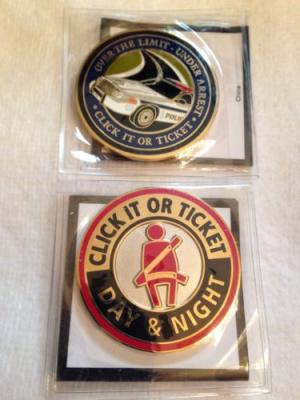 OVER THE LIMIT · UNDER ARREST
POLICE
• CLICK IT OR TICKET •
China
CLICK IT OR TICKET
DAY & NIGHT